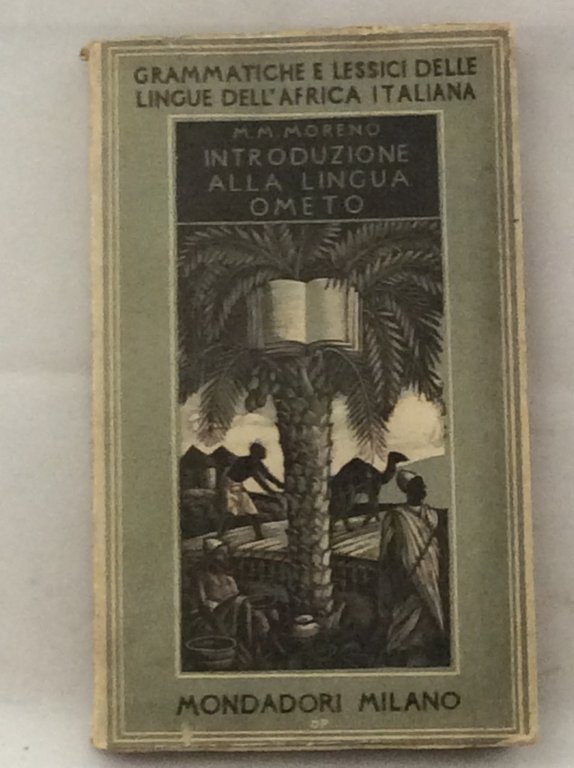 GRAMMATICHE E LESSICI DELLE
LINGUE DELL'AFRICA ITALIANA
M. M. MORENO
INTRODUZIONE
ALLA LINGUA
OMETO
MONDADORI MILANO